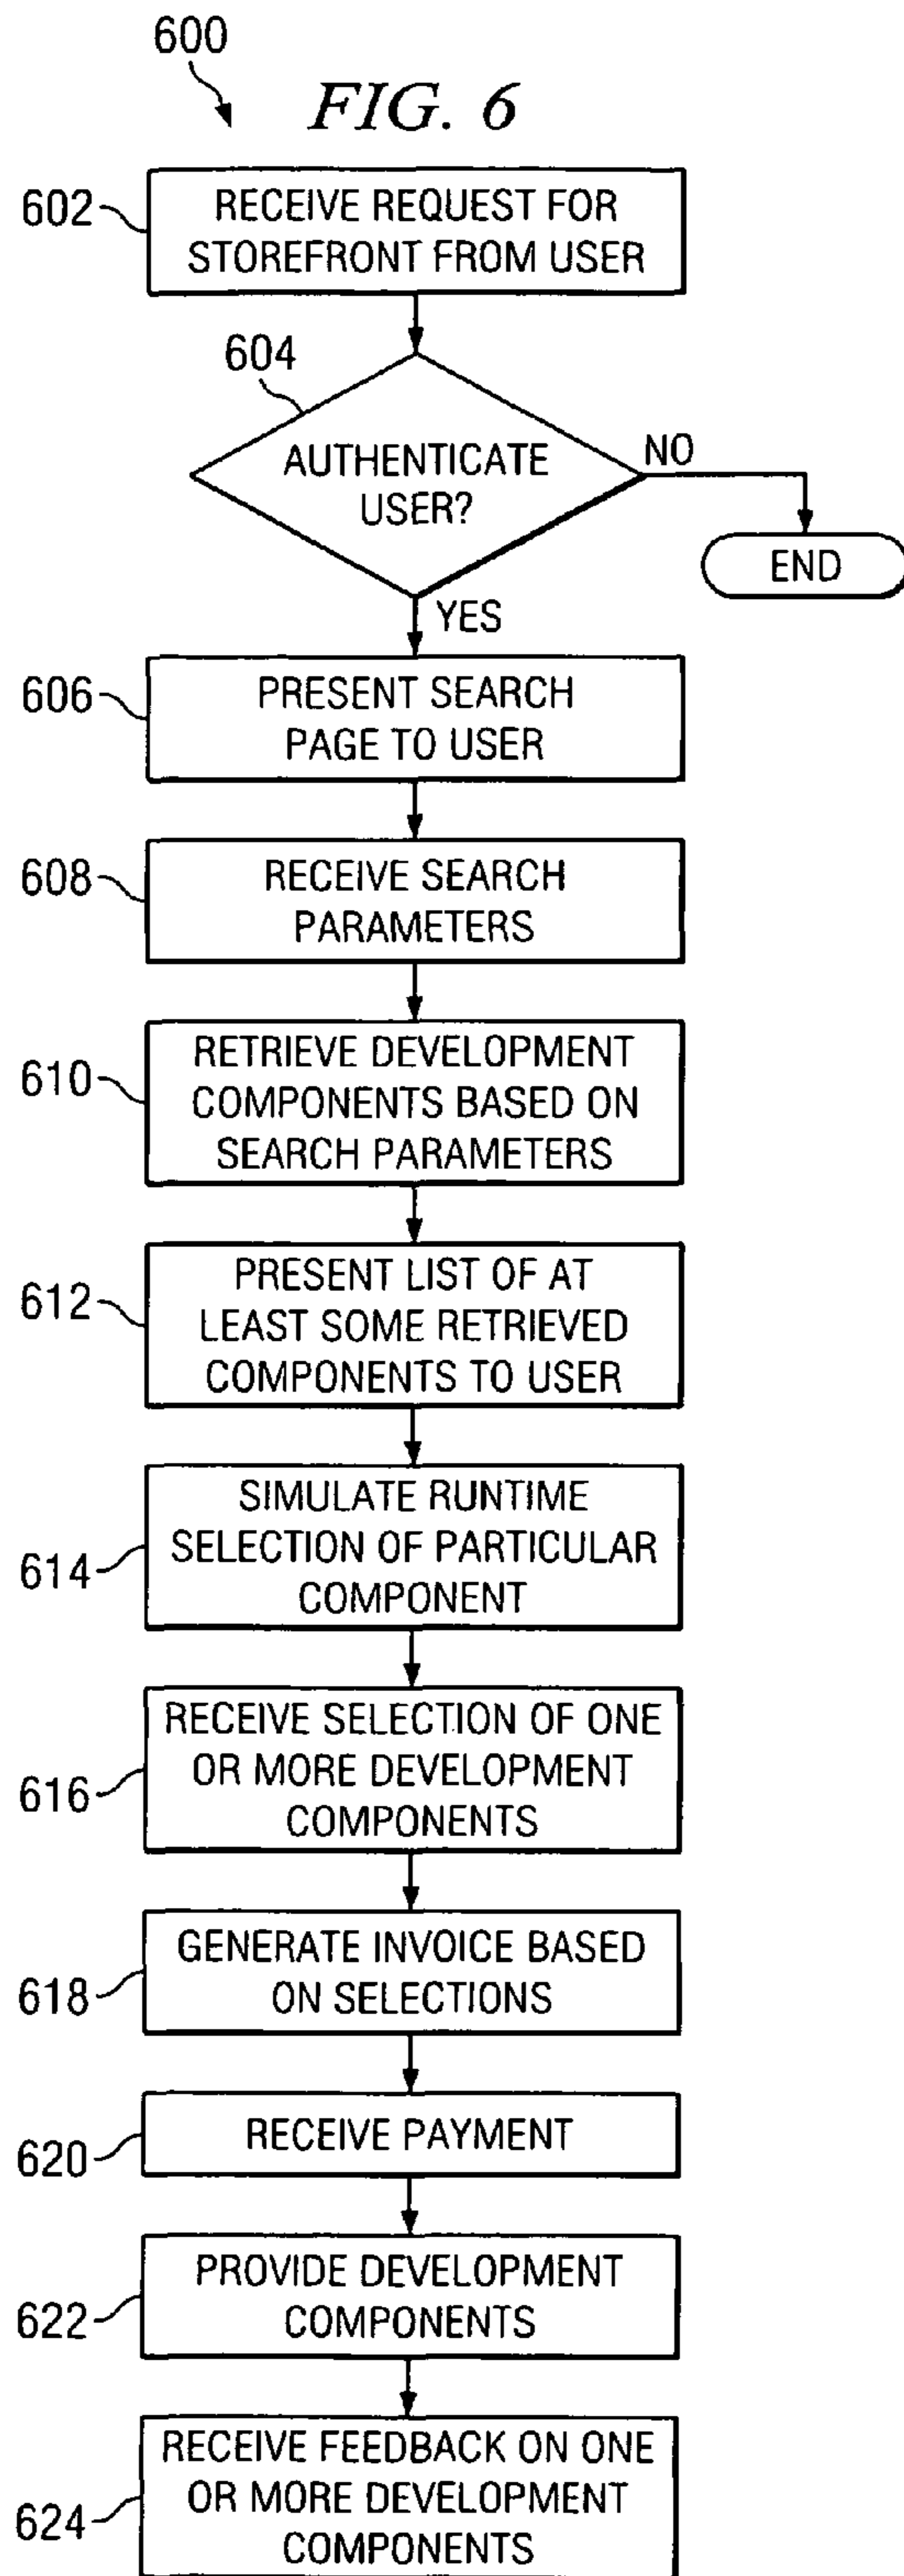 600
FIG. 6
602
RECEIVE REQUEST FOR
STOREFRONT FROM USER
604
AUTHENTICATE
USER?
NO
END
YES
606
PRESENT SEARCH
PAGE TO USER
608
RECEIVE SEARCH
PARAMETERS
610
RETRIEVE DEVELOPMENT
COMPONENTS BASED ON
SEARCH PARAMETERS
612
PRESENT LIST OF AT
LEAST SOME RETRIEVED
COMPONENTS TO USER
614
SIMULATE RUNTIME
SELECTION OF PARTICULAR
COMPONENT
616
RECEIVE SELECTION OF ONE
OR MORE DEVELOPMENT
COMPONENTS
618
GENERATE INVOICE BASED
ON SELECTIONS
620
RECEIVE PAYMENT
622
PROVIDE DEVELOPMENT
COMPONENTS
624
RECEIVE FEEDBACK ON ONE
OR MORE DEVELOPMENT
COMPONENTS